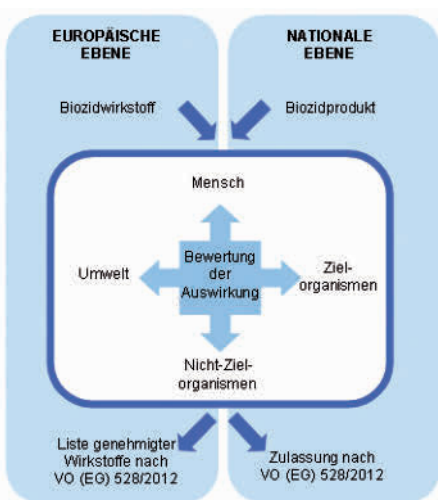 EUROPÄISCHE
EBENE
NATIONALE
EBENE
Biozidwirkstoff
Biozidprodukt
Mensch
Umwelt
Bewertung
der
Auswirkung
Ziel-
organismen
Nicht-Ziel-
organismen
Liste genehmigter
Wirkstoffe nach
VO (EG) 528/2012
Zulassung nach
VO (EG) 528/2012